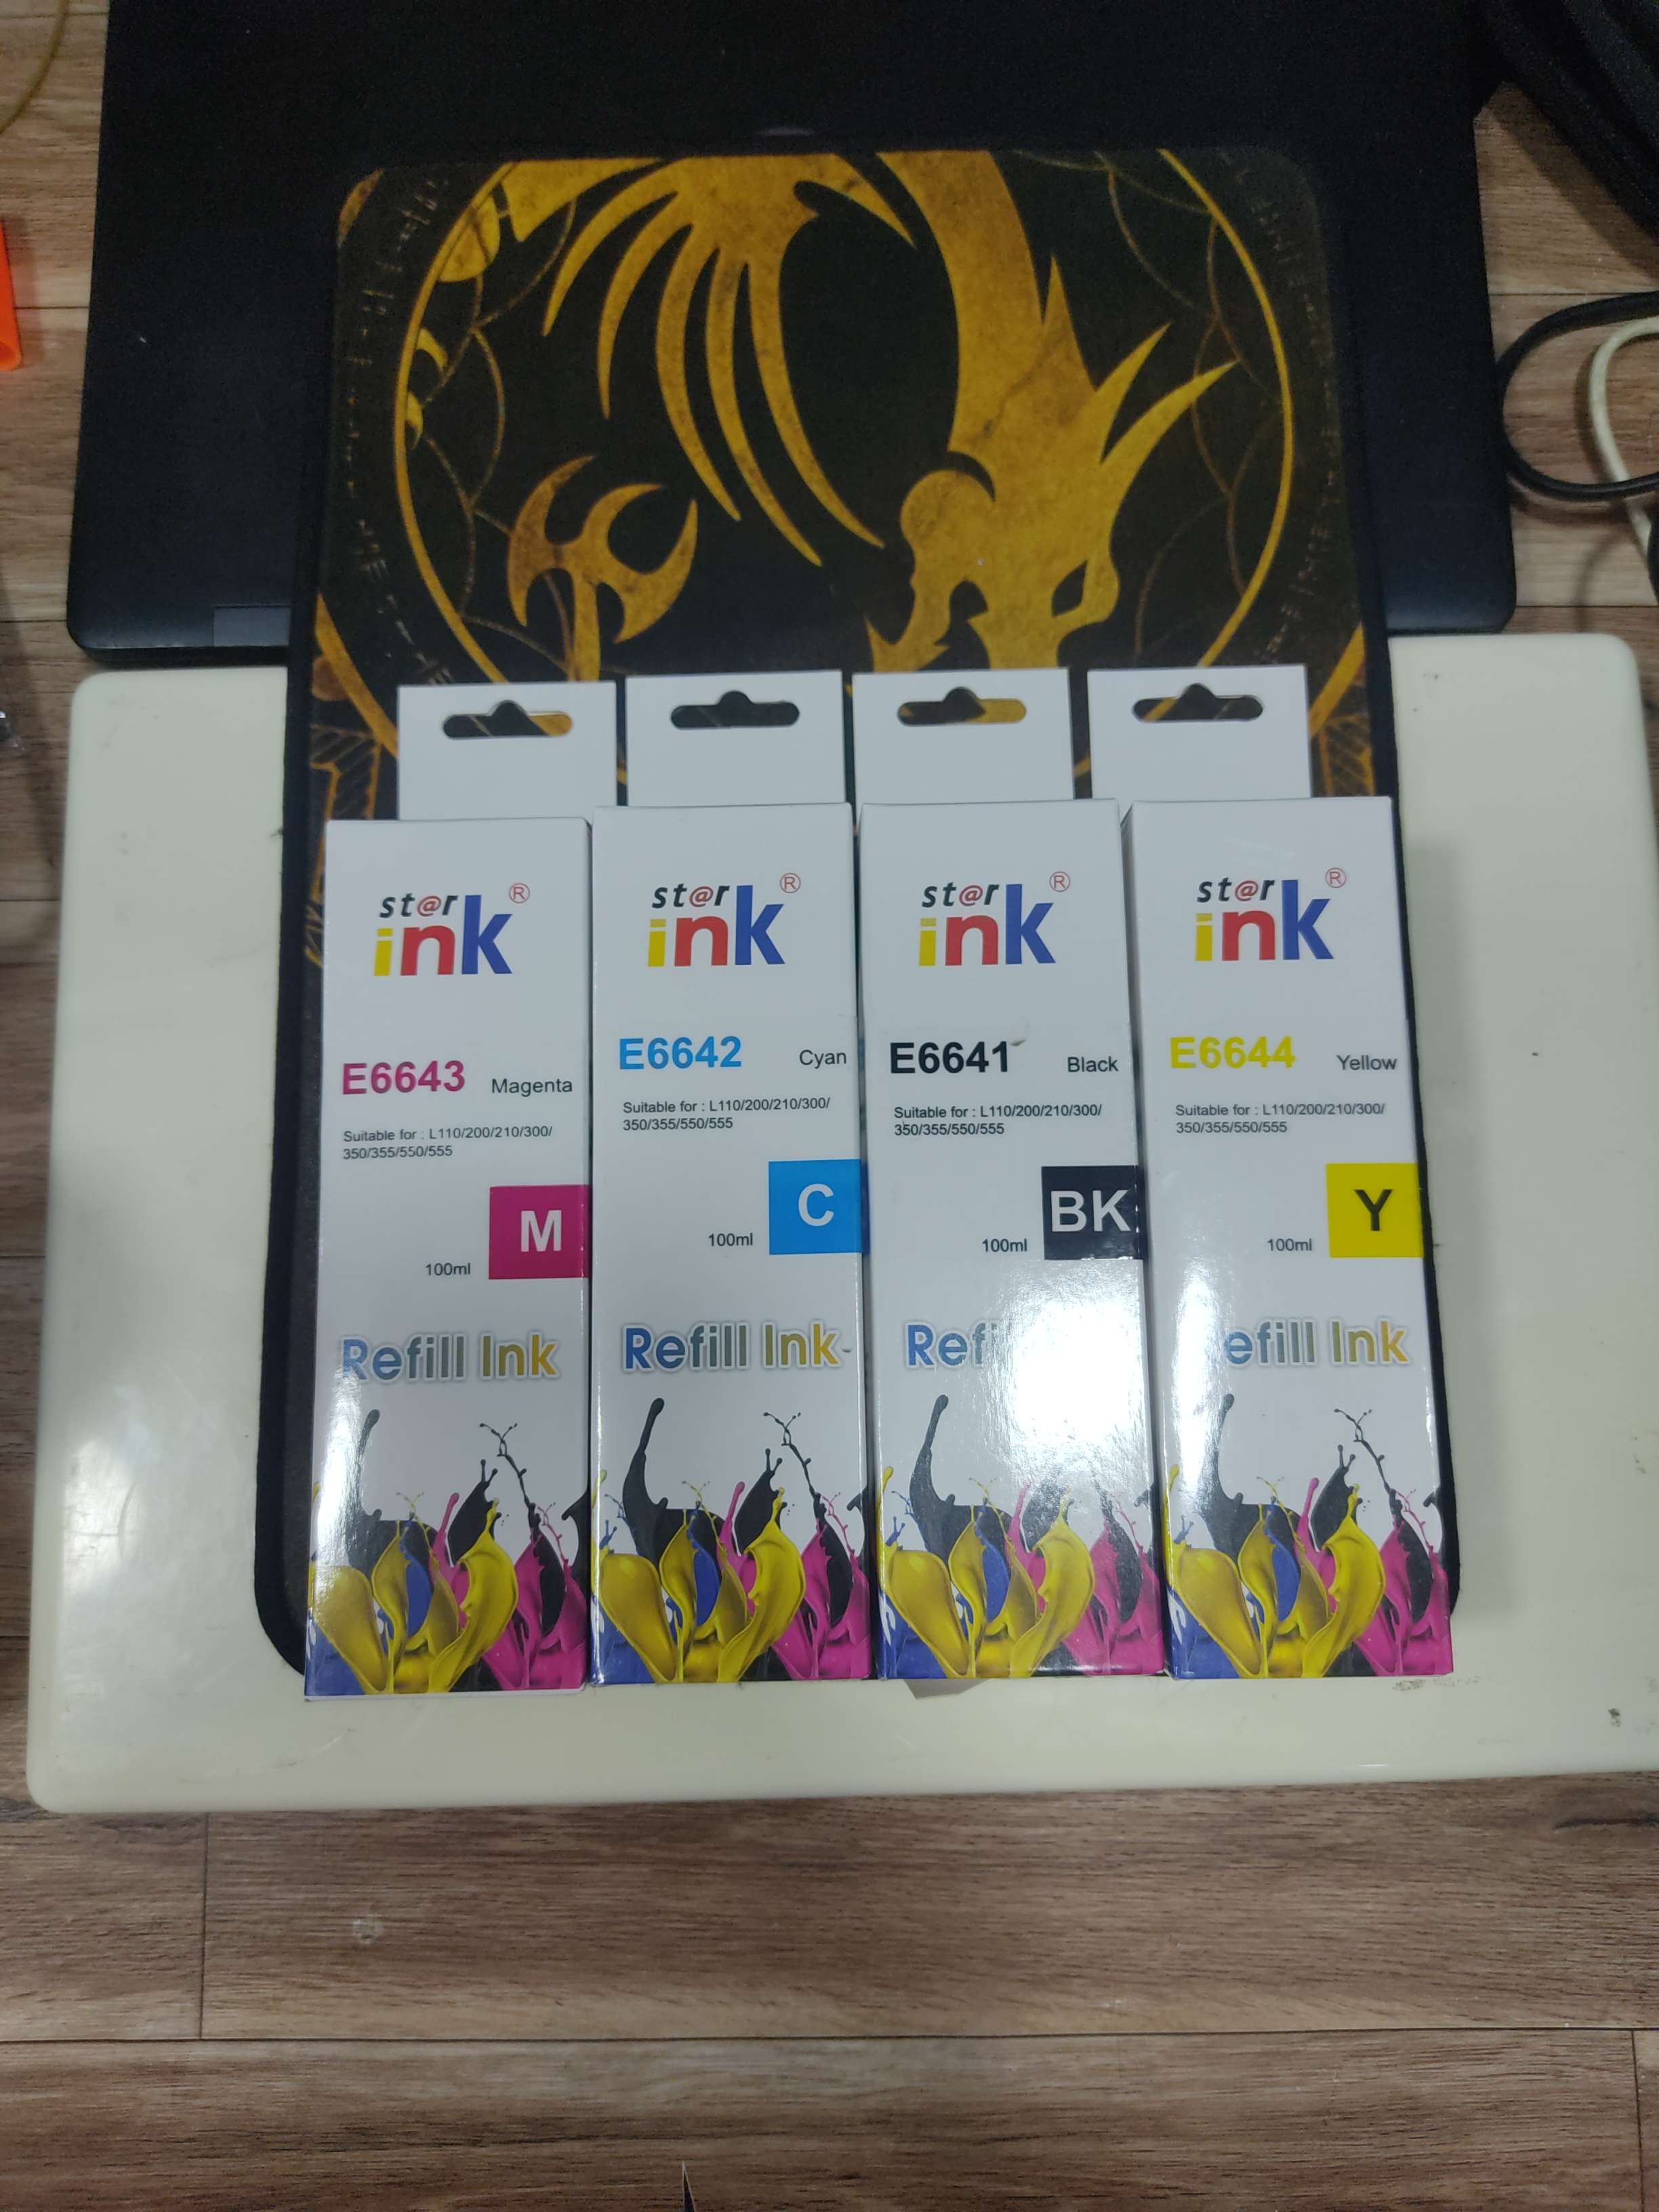 st@r
ink®
E6643 Magenta
Suitable for : L110/200/210/300/
350/355/550/555
M
100ml
Refill Ink
st@r
ink®
E6642 Cyan
Suitable for : L110/200/210/300/
350/355/550/555
C
100ml
Refill Ink
st@r
ink®
E6641 Black
Suitable for : L110/200/210/300/
350/355/550/555
BK
100ml
Refi
st@r
ink®
E6644 Yellow
Suitable for : L110/200/210/300/
350/355/550/555
Y
100ml
efill Ink